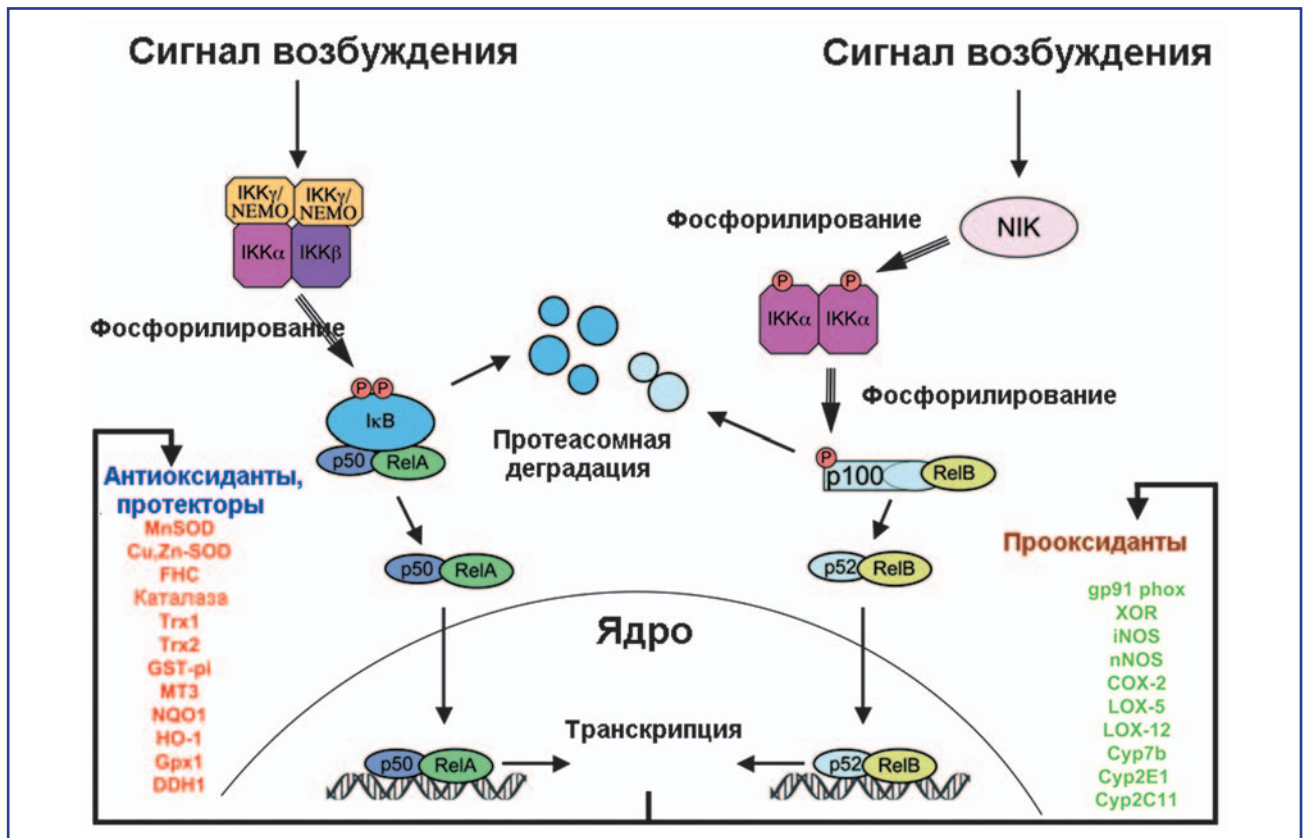 Сигнал возбуждения
Сигнал возбуждения
IKKγ/
NEMO
IKKγ/
NEMO
IKKα
IKKβ
Фосфорилирование
NIK
Фосфорилирование
P
P
IKKα
IKKα
Фосфорилирование
P
P
IκB
p50
RelA
Протеасомная
деградация
P
p100
RelB
Антиоксиданты,
протекторы
MnSOD
Cu,Zn-SOD
FHC
Каталаза
Trx1
Trx2
GST-pi
MT3
NQO1
HO-1
Gpx1
DDH1
p50
RelA
p52
RelB
Прооксиданты
gp91 phox
XOR
iNOS
nNOS
COX-2
LOX-5
LOX-12
Cyp7b
Cyp2E1
Cyp2C11
Ядро
Транскрипция
p50
RelA
p52
RelB